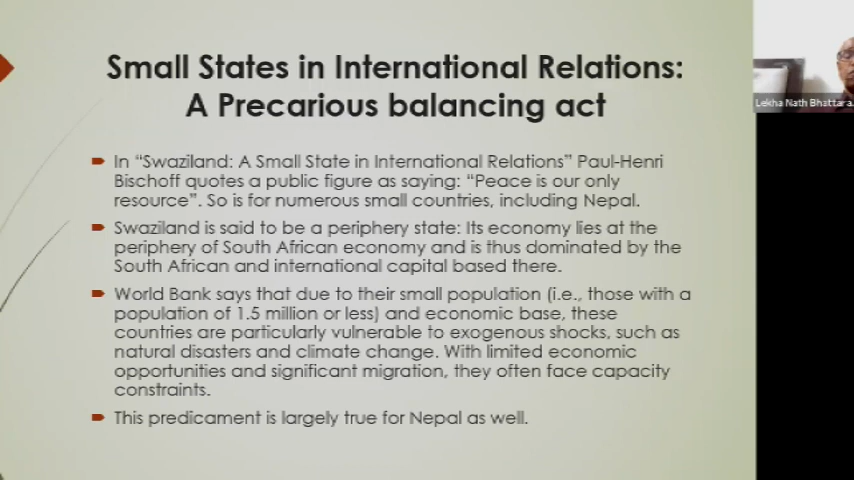 Small States in International Relations:
A Precarious balancing act
In “Swaziland: A Small State in International Relations” Paul-Henri
Bischoff quotes a public figure as saying: “Peace is our only
resource”. So is for numerous small countries, including Nepal.
Swaziland is said to be a periphery state: Its economy lies at the
periphery of South African economy and is thus dominated by the
South African and international capital based there.
World Bank says that due to their small population (i.e., those with a
population of 1.5 million or less) and economic base, these
countries are particularly vulnerable to exogenous shocks, such as
natural disasters and climate change. With limited economic
opportunities and significant migration, they often face capacity
constraints.
This predicament is largely true for Nepal as well.
Lekha Nath Bhattara